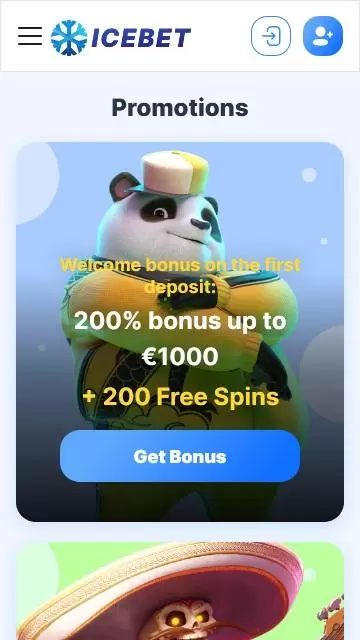 ICEBET
Promotions
Welcome bonus on the first
deposit:
200% bonus up to
€1000
+ 200 Free Spins
Get Bonus